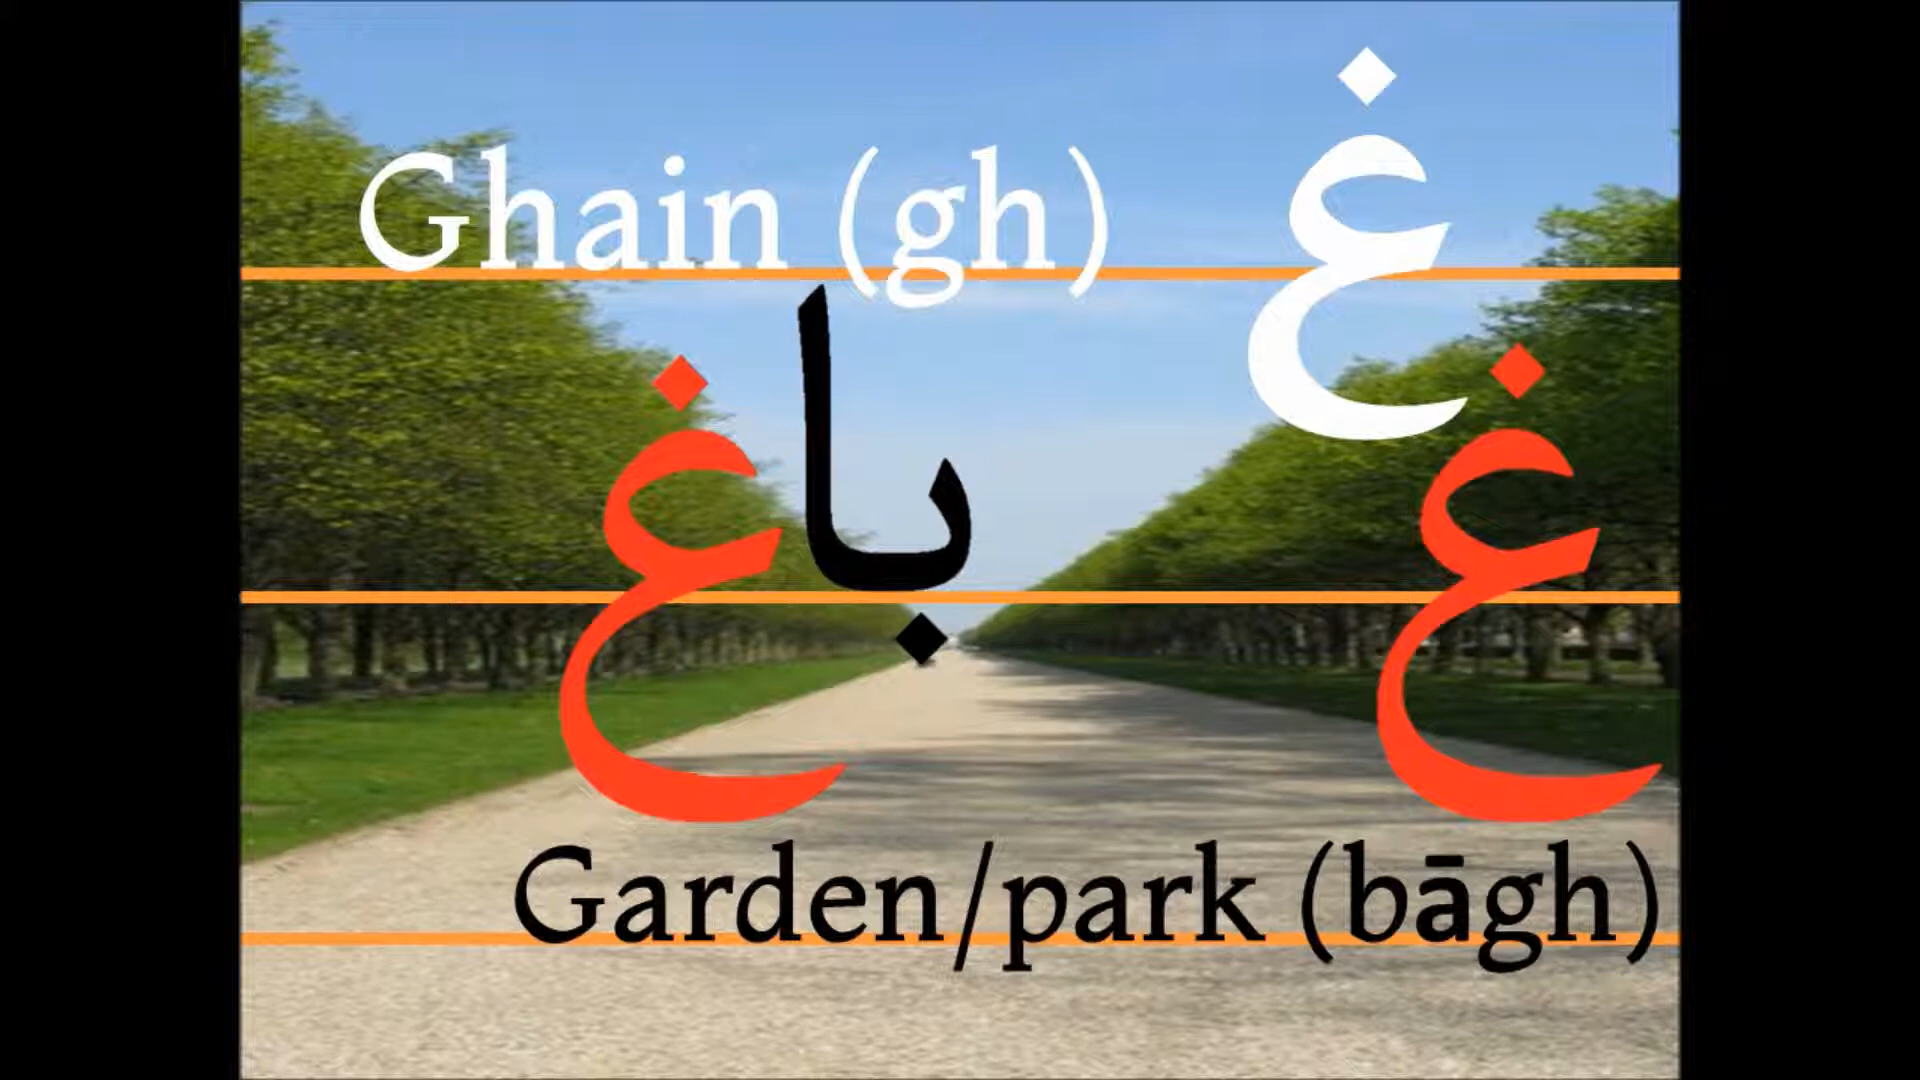 Ghain (gh) غ
باغ غ
Garden/park (bāgh)